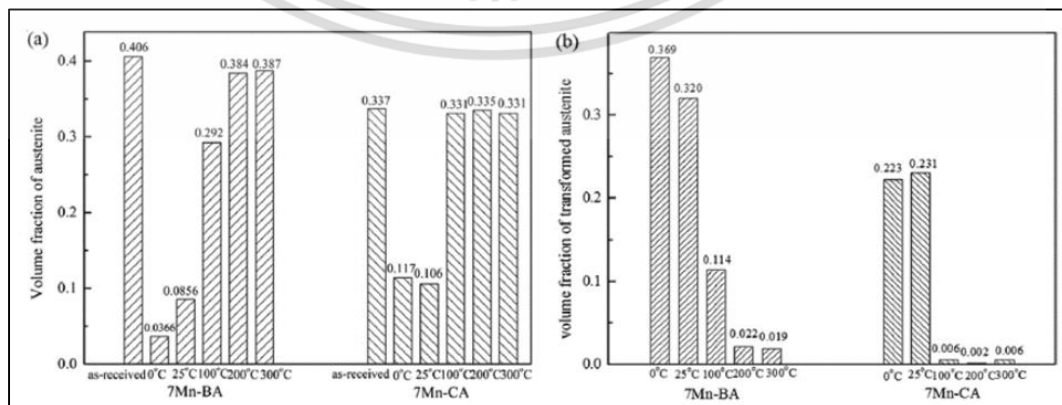 (a)
Volume fraction of austenite
0.4
0.3
0.2
0.1
0.0
0.406
0.0366
0.0856
0.292
0.384
0.387
0.337
0.117
0.106
0.331
0.335
0.331
as-received 0°C 25°C 100°C 200°C 300°C
7Mn-BA
as-received 0°C 25°C 100°C 200°C 300°C
7Mn-CA
(b)
volume fraction of transformed austenite
0.3
0.2
0.1
0.0
0.369
0.320
0.114
0.022
0.019
0.223
0.231
0.006
0.002
0.006
0°C 25°C 100°C 200°C 300°C
7Mn-BA
0°C 25°C 100°C 200°C 300°C
7Mn-CA